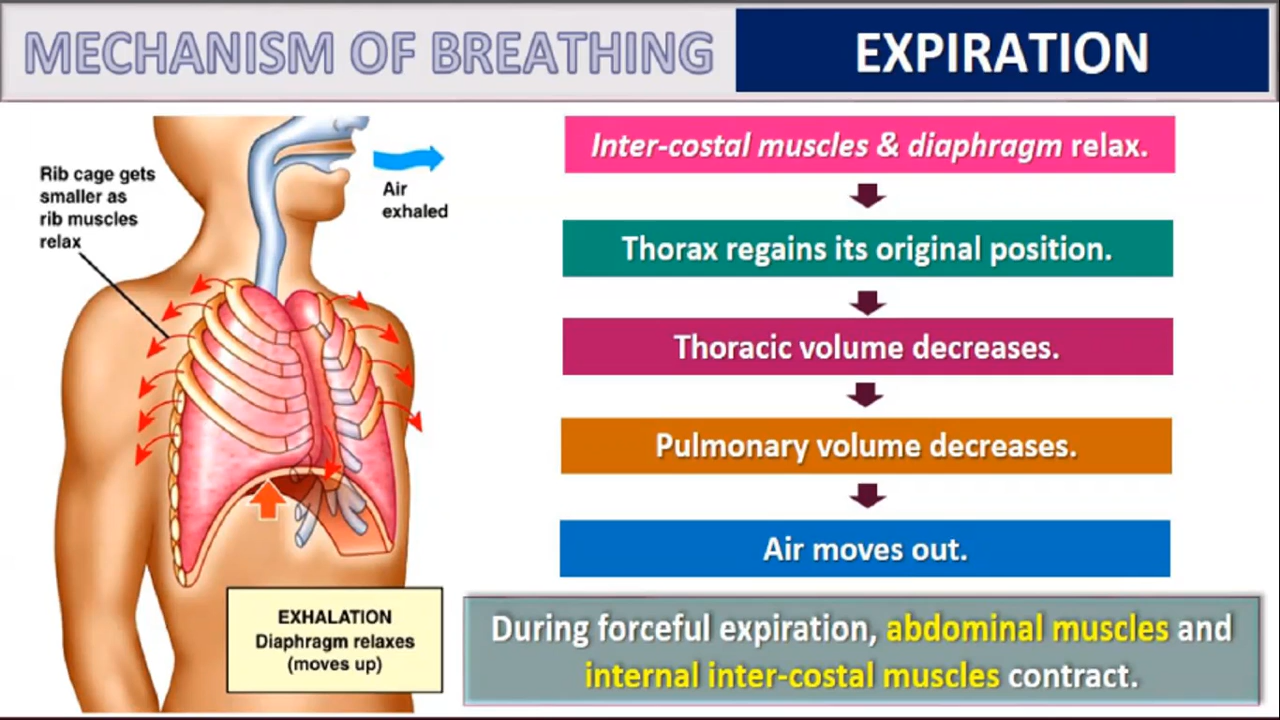 MECHANISM OF BREATHING
EXPIRATION
Rib cage gets
smaller as
rib muscles
relax
Air
exhaled
EXHALATION
Diaphragm relaxes
(moves up)
Inter-costal muscles & diaphragm relax.
Thorax regains its original position.
Thoracic volume decreases.
Pulmonary volume decreases.
Air moves out.
During forceful expiration, abdominal muscles and
internal inter-costal muscles contract.